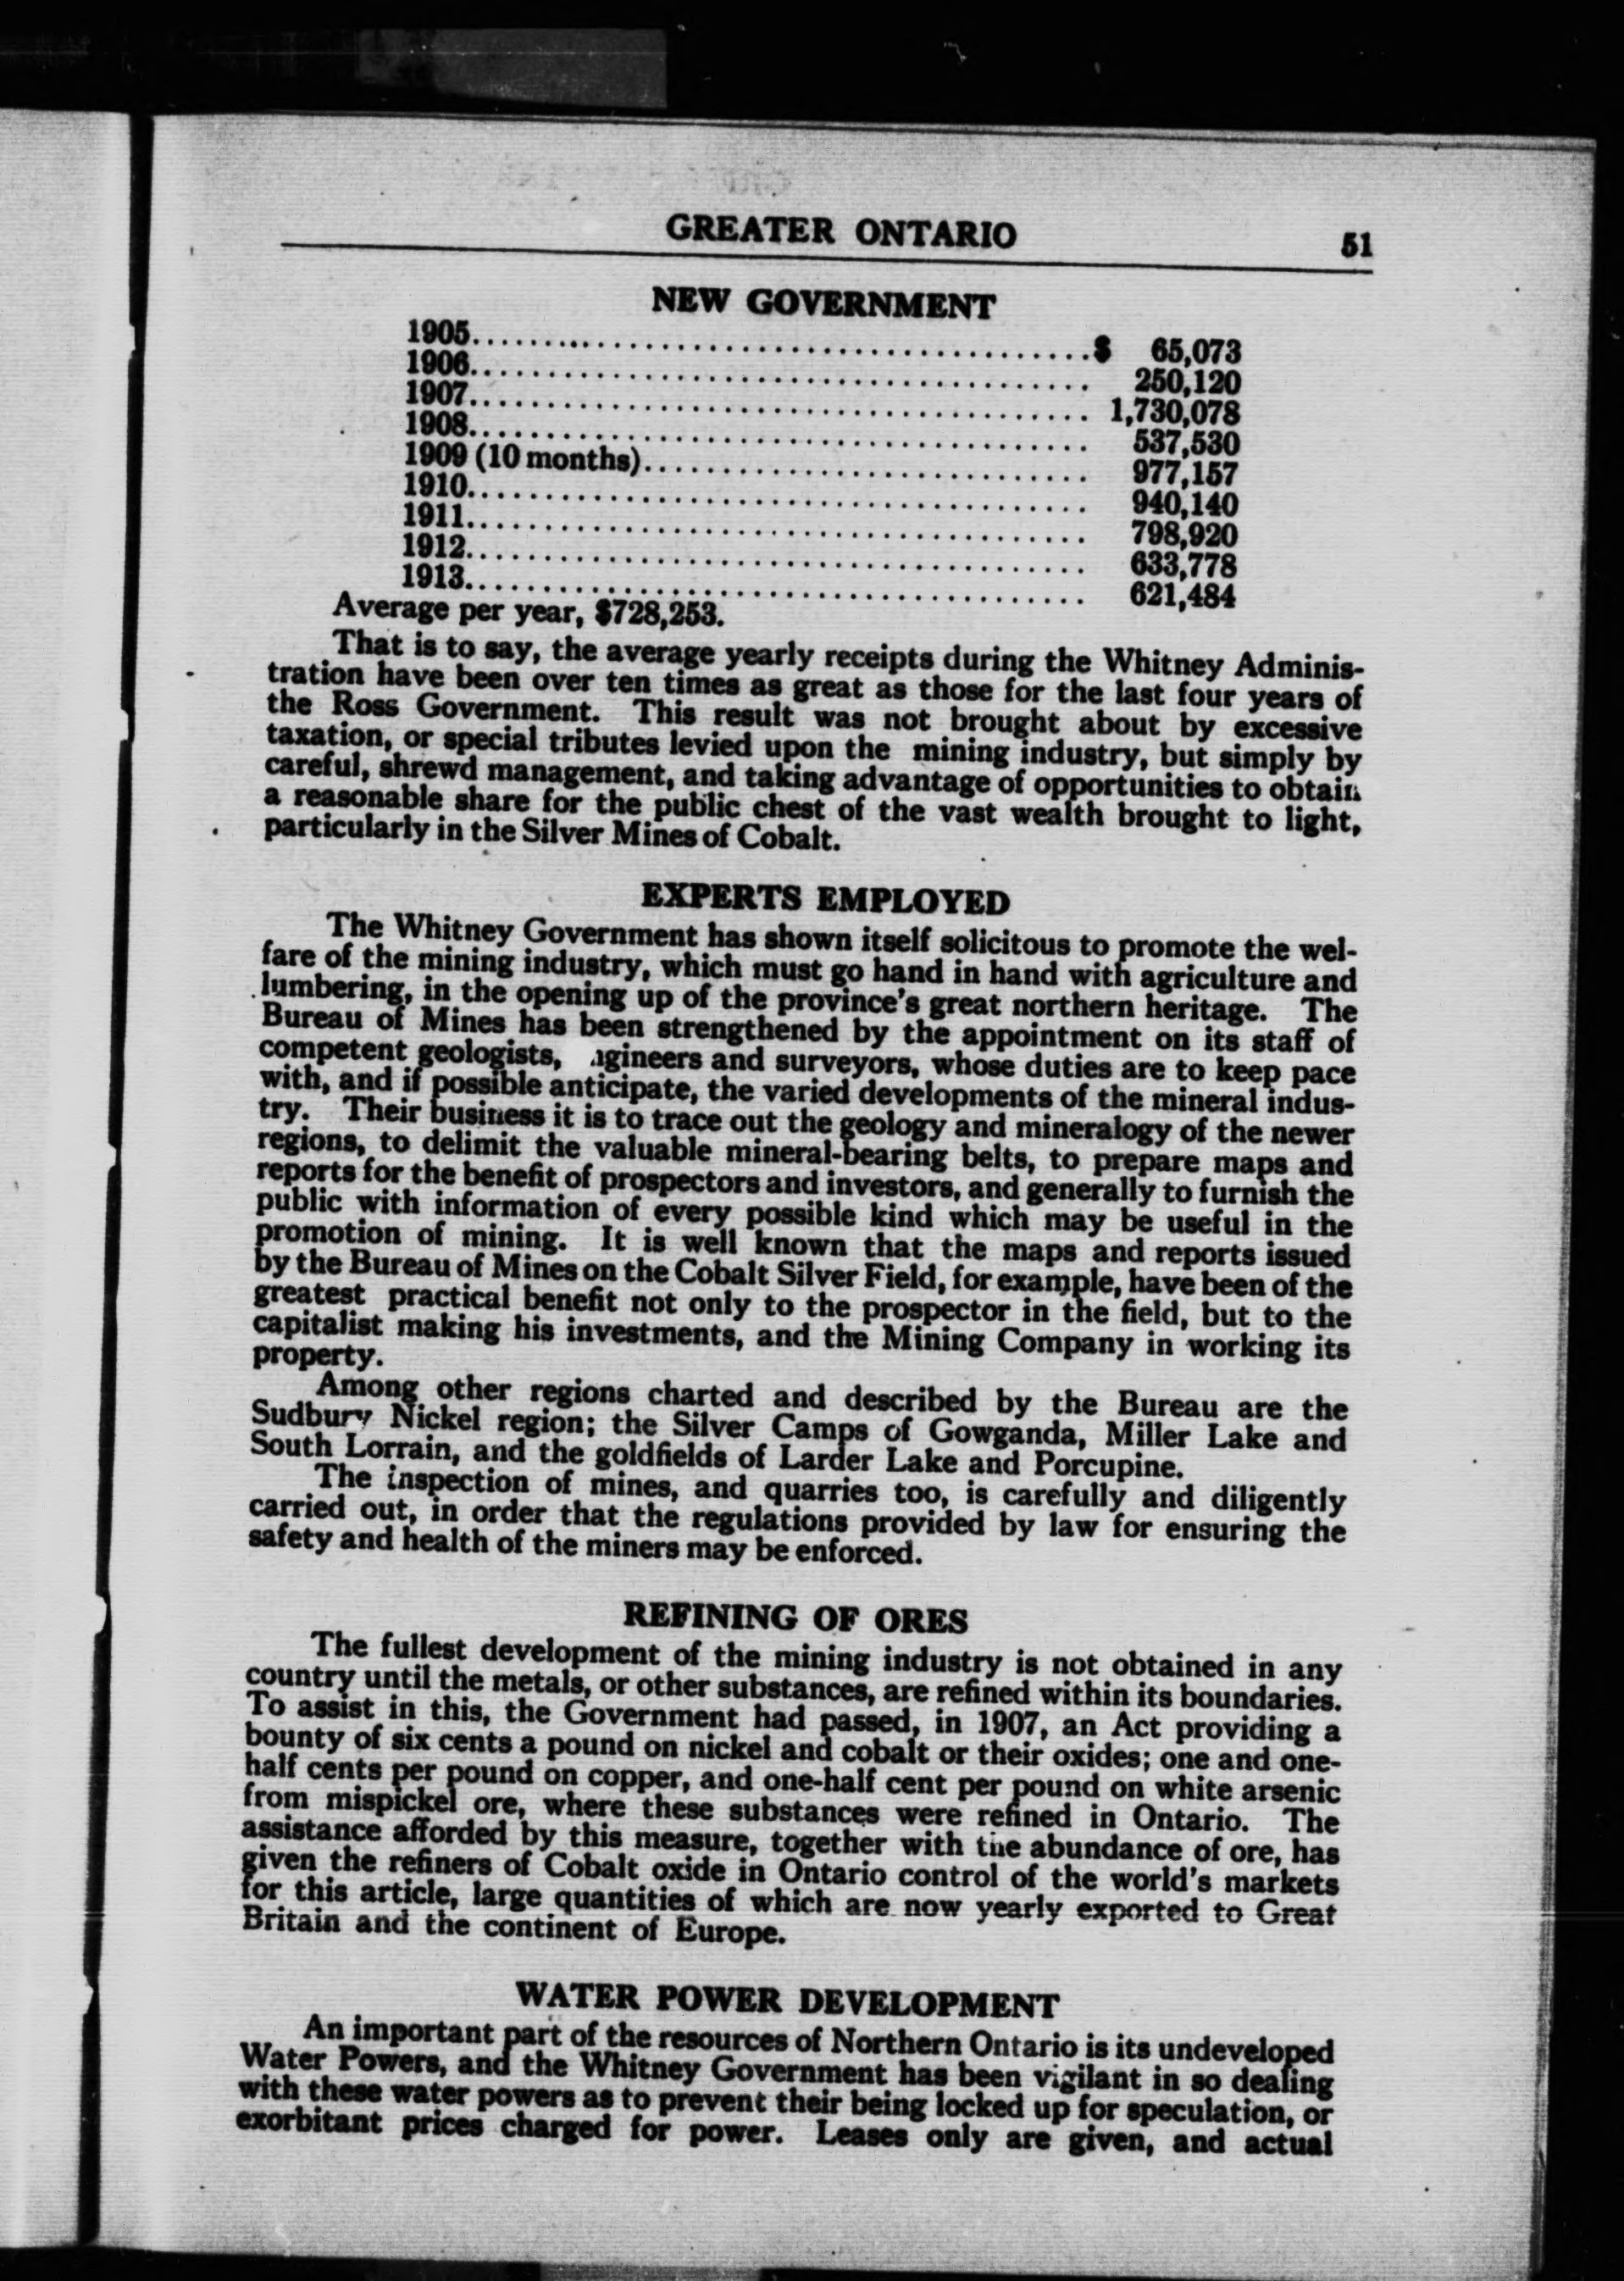 GREATER ONTARIO 51
NEW GOVERNMENT
1905.................................................$ 65,073
1906................................................. 250,120
1907................................................. 1,730,078
1908................................................. 537,530
1909 (10 months)................................... 977,157
1910................................................. 940,140
1911................................................. 798,920
1912................................................. 633,778
1913................................................. 621,484
Average per year, $728,253.
That is to say, the average yearly receipts during the Whitney Adminis-
tration have been over ten times as great as those for the last four years of
the Ross Government. This result was not brought about by excessive
taxation, or special tributes levied upon the mining industry, but simply by
careful, shrewd management, and taking advantage of opportunities to obtain
a reasonable share for the public chest of the vast wealth brought to light,
particularly in the Silver Mines of Cobalt.
EXPERTS EMPLOYED
The Whitney Government has shown itself solicitous to promote the wel-
fare of the mining industry, which must go hand in hand with agriculture and
lumbering, in the opening up of the province's great northern heritage. The
Bureau of Mines has been strengthened by the appointment on its staff of
competent geologists, gineers and surveyors, whose duties are to keep pace
with, and if possible anticipate, the varied developments of the mineral indus-
try. Their business it is to trace out the geology and mineralogy of the newer
regions, to delimit the valuable mineral-bearing belts, to prepare maps and
reports for the benefit of prospectors and investors, and generally to furnish the
public with information of every possible kind which may be useful in the
promotion of mining. It is well known that the maps and reports issued
by the Bureau of Mines on the Cobalt Silver Field, for example, have been of the
greatest practical benefit not only to the prospector in the field, but to the
capitalist making his investments, and the Mining Company in working its
property.
Among other regions charted and described by the Bureau are the
Sudbury Nickel region; the Silver Camps of Gowganda, Miller Lake and
South Lorrain, and the goldfields of Larder Lake and Porcupine.
The inspection of mines, and quarries too, is carefully and diligently
carried out, in order that the regulations provided by law for ensuring the
safety and health of the miners may be enforced.
REFINING OF ORES
The fullest development of the mining industry is not obtained in any
country until the metals, or other substances, are refined within its boundaries.
To assist in this, the Government had passed, in 1907, an Act providing a
bounty of six cents a pound on nickel and cobalt or their oxides; one and one-
half cents per pound on copper, and one-half cent per pound on white arsenic
from mispickel ore, where these substances were refined in Ontario. The
assistance afforded by this measure, together with the abundance of ore, has
given the refiners of Cobalt oxide in Ontario control of the world's markets
for this article, large quantities of which are now yearly exported to Great
Britain and the continent of Europe.
WATER POWER DEVELOPMENT
An important part of the resources of Northern Ontario is its undeveloped
Water Powers, and the Whitney Government has been vigilant in so dealing
with these water powers as to prevent their being locked up for speculation, or
exorbitant prices charged for power. Leases only are given, and actual